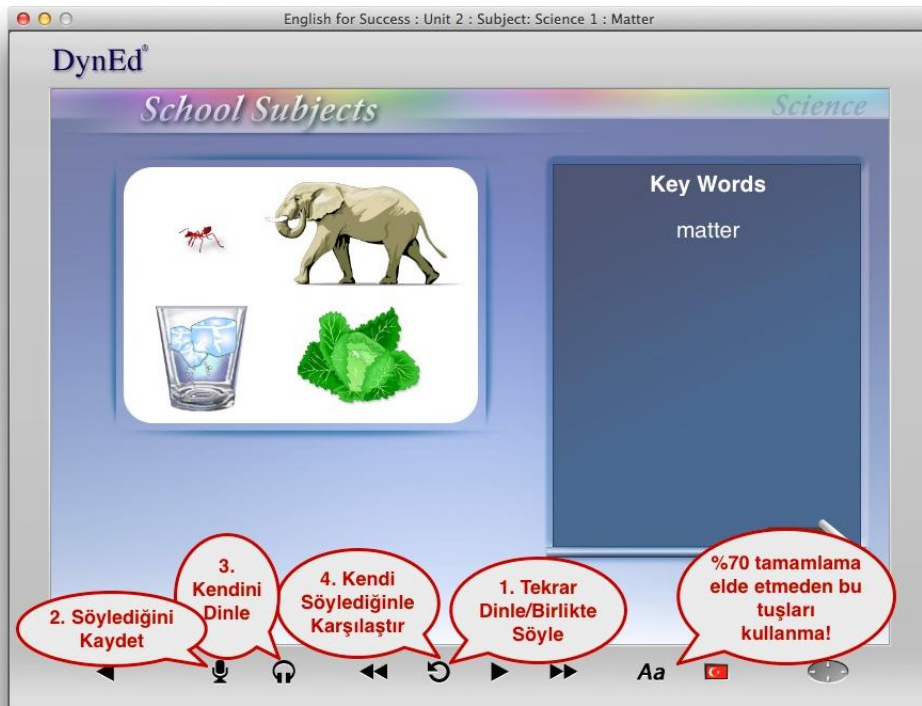 English for Success : Unit 2 : Subject: Science 1 : Matter
DynEd®
School Subjects
Science
Key Words
matter
3.
Kendini
Dinle
4. Kendi
Söylediğinle
Karşılaştır
1. Tekrar
Dinle/Birlikte
Söyle
%70 tamamlama
elde etmeden bu
tuşları
kullanma!
2. Söylediğini
Kaydet
Aa